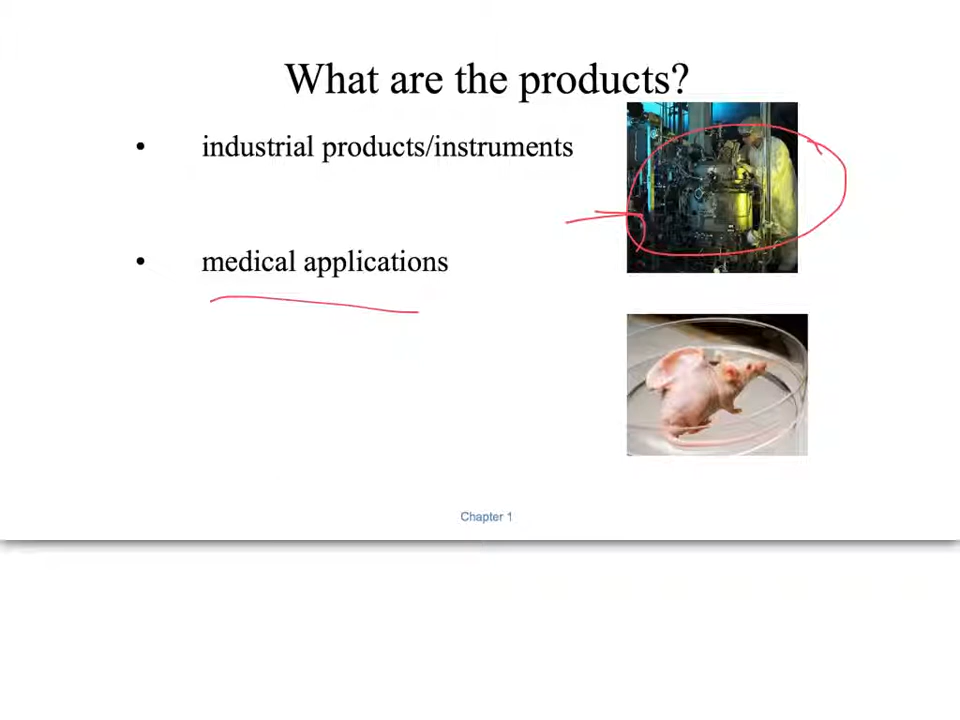 What are the products?
• industrial products/instruments
• medical applications
Chapter 1